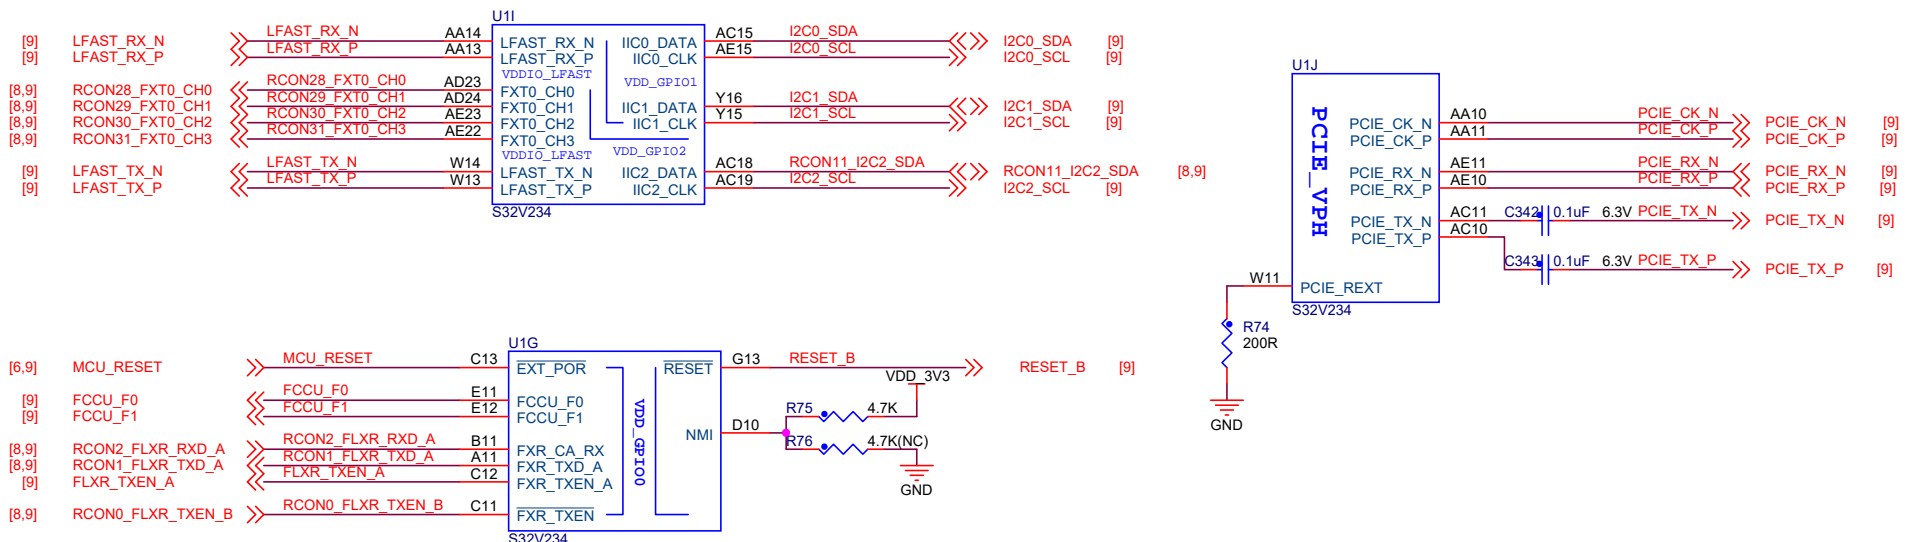 U1I
[9] LFAST_RX_N LFAST_RX_N AA14 LFAST_RX_N IIC0_DATA AC15 I2C0_SDA I2C0_SDA [9]
[9] LFAST_RX_P LFAST_RX_P AA13 LFAST_RX_P IIC0_CLK AE15 I2C0_SCL I2C0_SCL [9]
VDDIO_LFAST VDD_GPIO1
[8,9] RCON28_FXT0_CH0 RCON28_FXT0_CH0 AD23 FXT0_CH0
[8,9] RCON29_FXT0_CH1 RCON29_FXT0_CH1 AD24 FXT0_CH1 IIC1_DATA Y16 I2C1_SDA I2C1_SDA [9]
[8,9] RCON30_FXT0_CH2 RCON30_FXT0_CH2 AE23 FXT0_CH2 IIC1_CLK Y15 I2C1_SCL I2C1_SCL [9]
[8,9] RCON31_FXT0_CH3 RCON31_FXT0_CH3 AE22 FXT0_CH3
VDDIO_LFAST VDD_GPIO2
[9] LFAST_TX_N LFAST_TX_N W14 LFAST_TX_N IIC2_DATA AC18 RCON11_I2C2_SDA RCON11_I2C2_SDA [8,9]
[9] LFAST_TX_P LFAST_TX_P W13 LFAST_TX_P IIC2_CLK AC19 I2C2_SCL I2C2_SCL [9]
S32V234
U1J
PCIE_VPH
PCIE_CK_N AA10 PCIE_CK_N PCIE_CK_N [9]
PCIE_CK_P AA11 PCIE_CK_P PCIE_CK_P [9]
PCIE_RX_N AE11 PCIE_RX_N PCIE_RX_N [9]
PCIE_RX_P AE10 PCIE_RX_P PCIE_RX_P [9]
PCIE_TX_N AC11 C342 0.1uF 6.3V PCIE_TX_N PCIE_TX_N [9]
PCIE_TX_P AC10
C343 0.1uF 6.3V PCIE_TX_P PCIE_TX_P [9]
W11 PCIE_REXT
S32V234
R74
200R
GND
U1G
[6,9] MCU_RESET MCU_RESET C13 EXT_POR RESET G13 RESET_B RESET_B [9]
VDD_3V3
[9] FCCU_F0 FCCU_F0 E11 FCCU_F0
[9] FCCU_F1 FCCU_F1 E12 FCCU_F1 R75 4.7K
VDD_GPIO0
NMI D10
[8,9] RCON2_FLXR_RXD_A RCON2_FLXR_RXD_A B11 FXR_CA_RX R76 4.7K(NC)
[8,9] RCON1_FLXR_TXD_A RCON1_FLXR_TXD_A A11 FXR_TXD_A
[9] FLXR_TXEN_A FLXR_TXEN_A C12 FXR_TXEN_A
GND
[8,9] RCON0_FLXR_TXEN_B RCON0_FLXR_TXEN_B C11 FXR_TXEN
S32V234